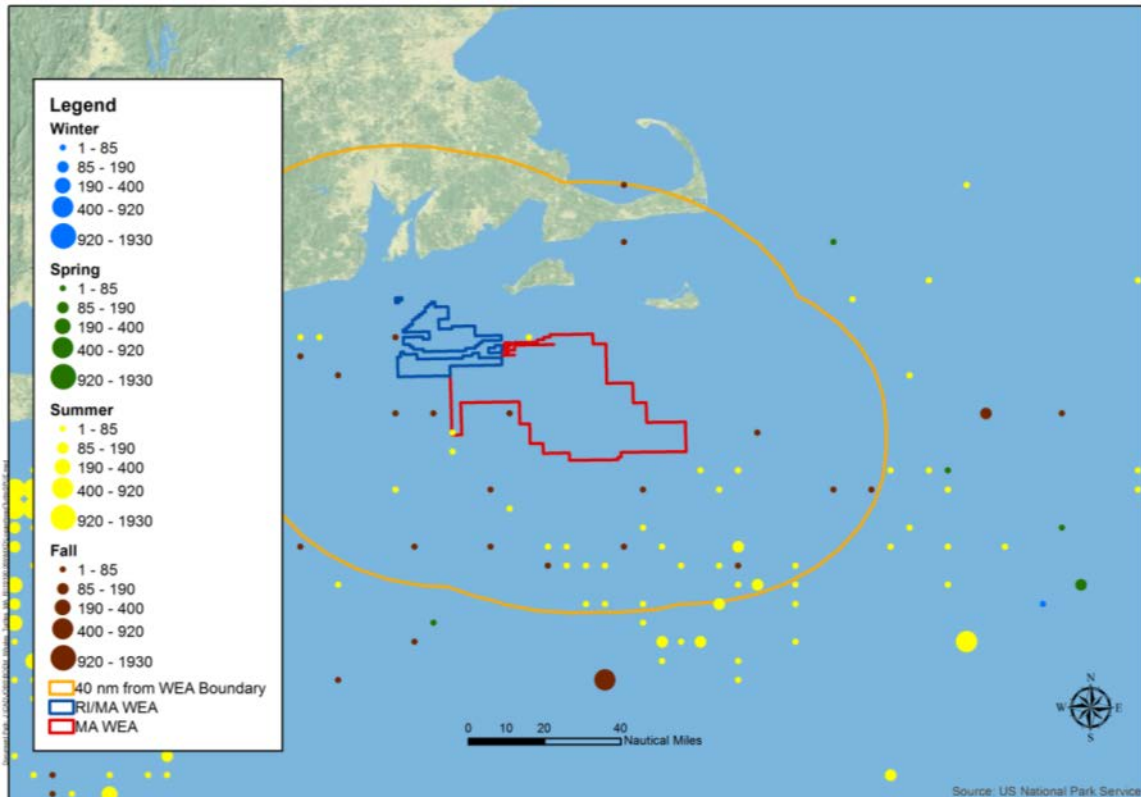 Legend
Winter
1 - 85
85 - 190
190 - 400
400 - 920
920 - 1930
Spring
1 - 85
85 - 190
190 - 400
400 - 920
920 - 1930
Summer
1 - 85
85 - 190
190 - 400
400 - 920
920 - 1930
Fall
1 - 85
85 - 190
190 - 400
400 - 920
920 - 1930
40 nm from WEA Boundary
RI/MA WEA
MA WEA
0 10 20 40
Nautical Miles
N
W E
S
Source: US National Park Service